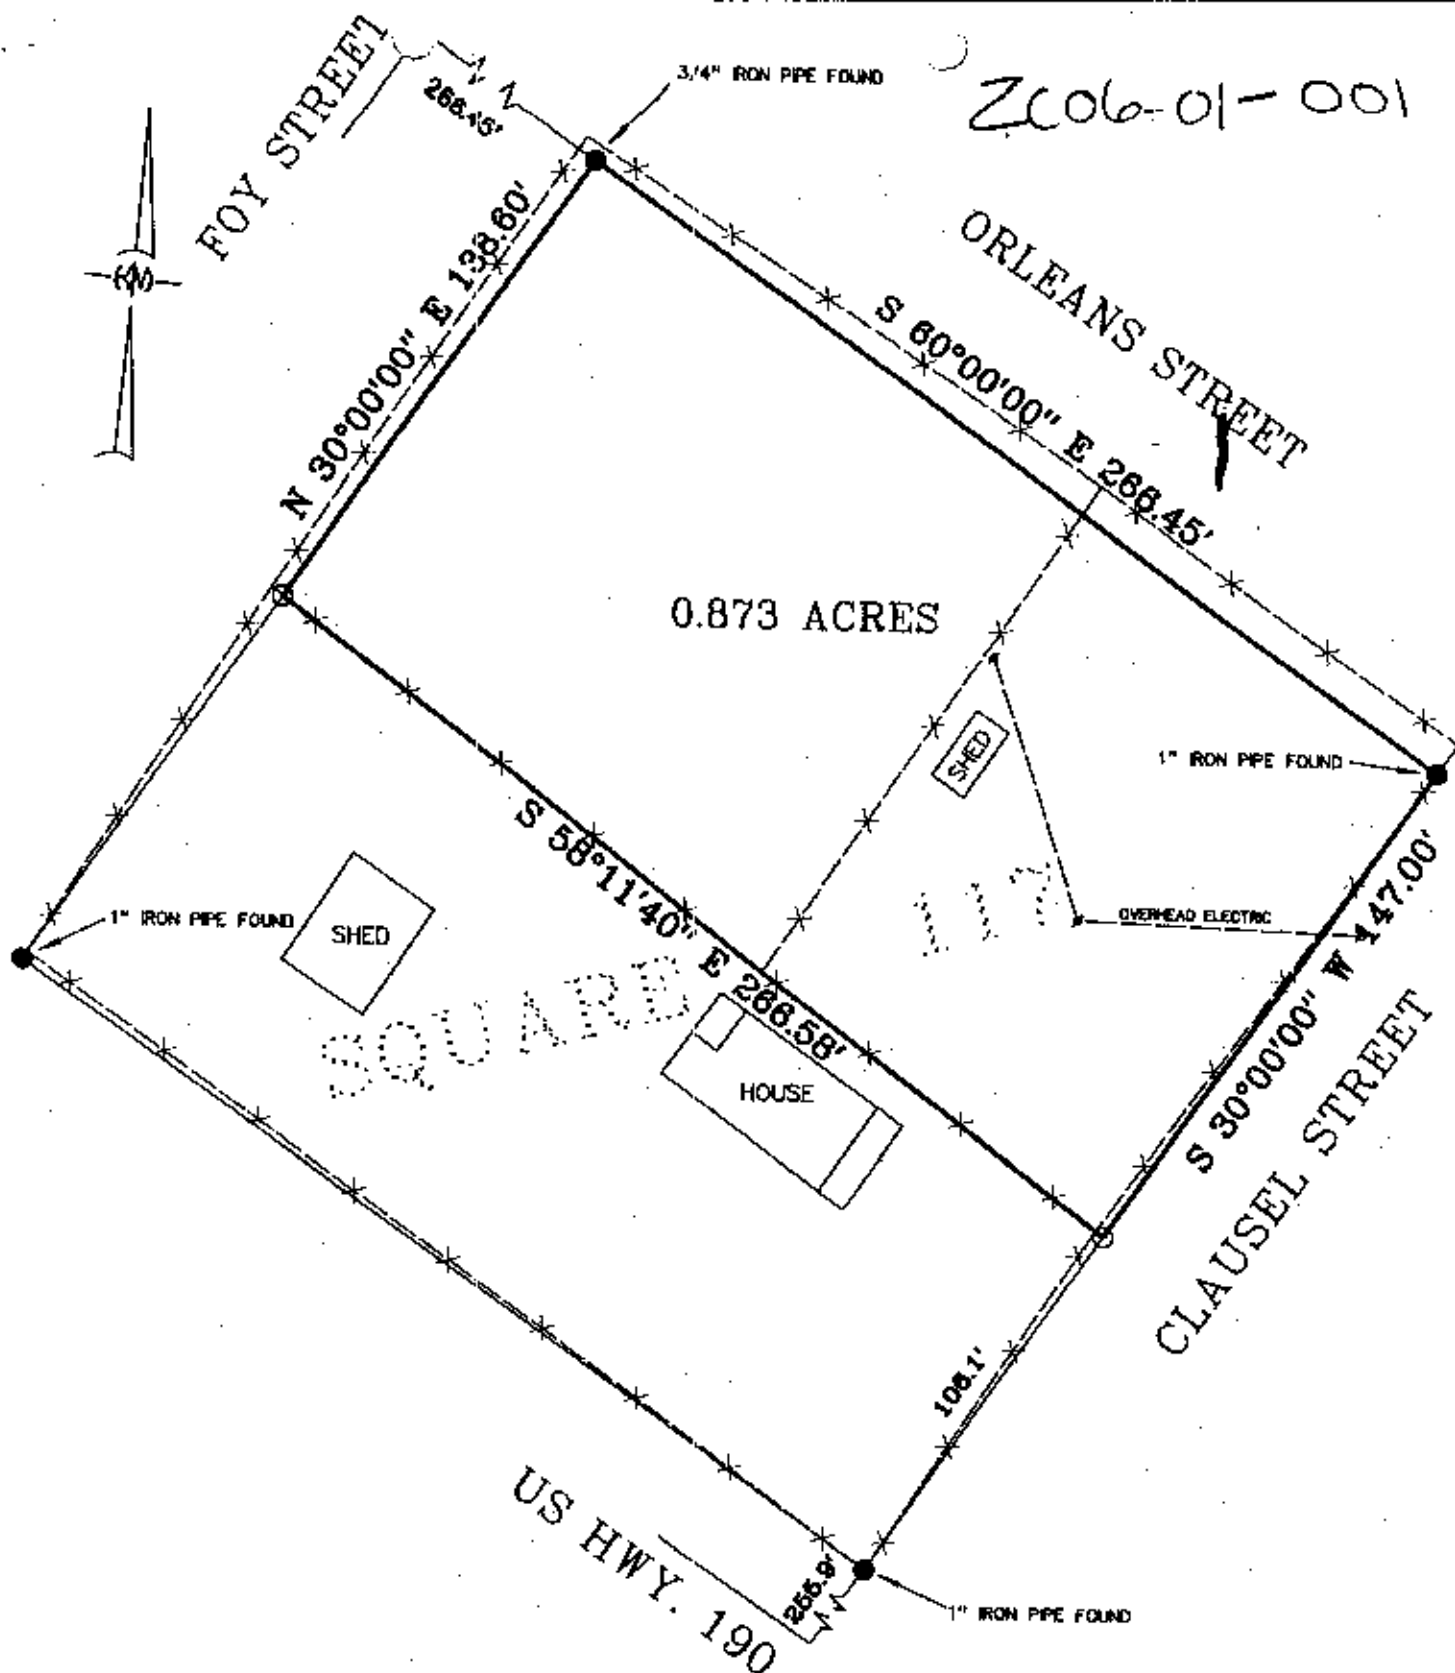 3/4" IRON PIPE FOUND
ZC06-01-001
FOY STREET
266.45'
N 30°00'00" E 138.60'
ORLEANS STREET
S 60°00'00" E 266.45'
0.873 ACRES
SHED
1" IRON PIPE FOUND
S 58°11'40" E 266.58'
117
OVERHEAD ELECTRIC
S 30°00'00" W 147.00'
1" IRON PIPE FOUND
SHED
SQUARE
HOUSE
CLAUSEL STREET
106.1'
US HWY. 190
255.9'
1" IRON PIPE FOUND